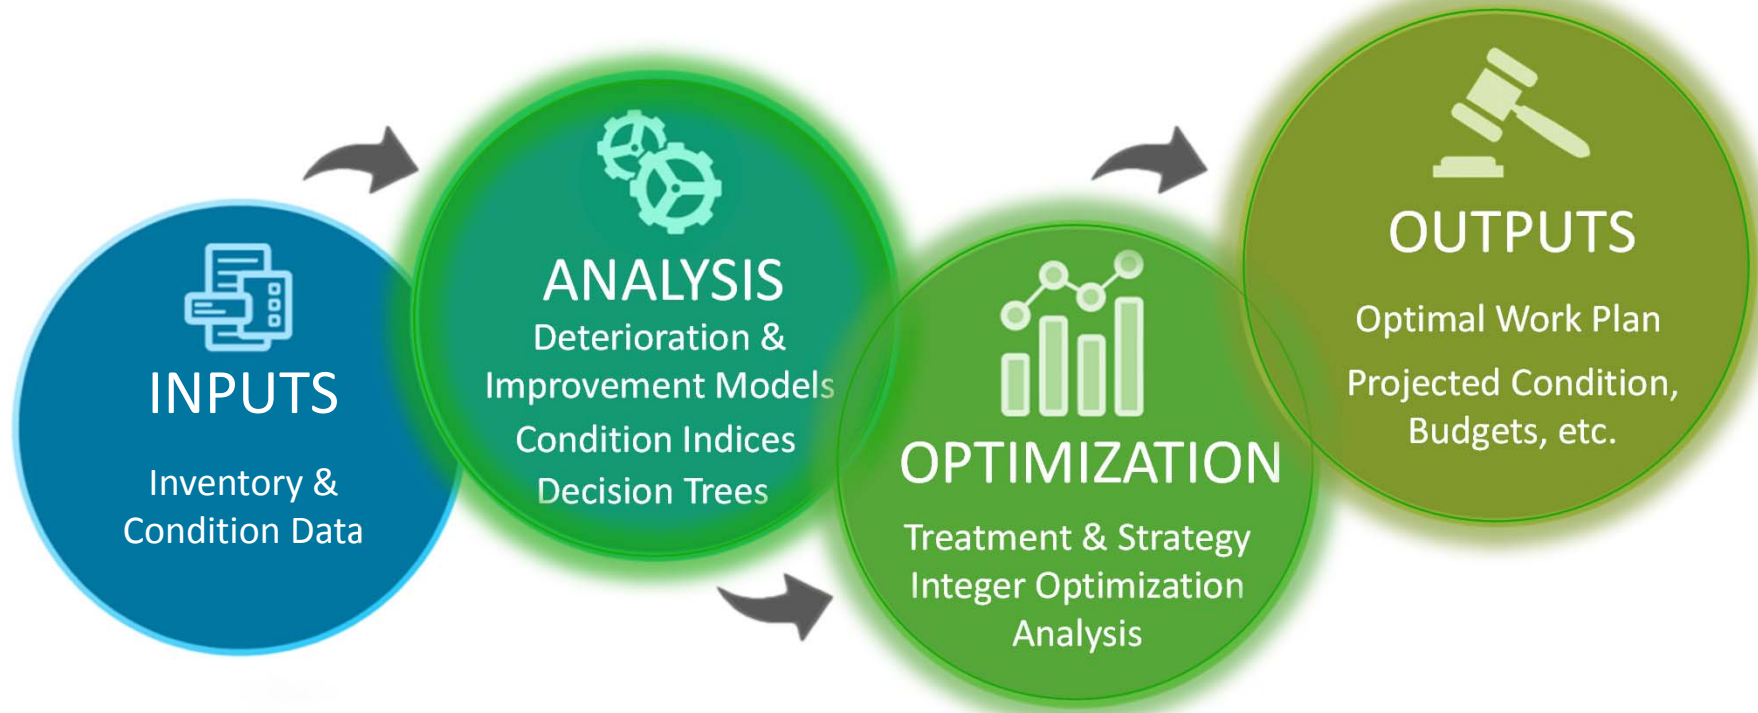 INPUTS
Inventory &
Condition Data
ANALYSIS
Deterioration &
Improvement Models
Condition Indices
Decision Trees
OPTIMIZATION
Treatment & Strategy
Integer Optimization
Analysis
OUTPUTS
Optimal Work Plan
Projected Condition,
Budgets, etc.